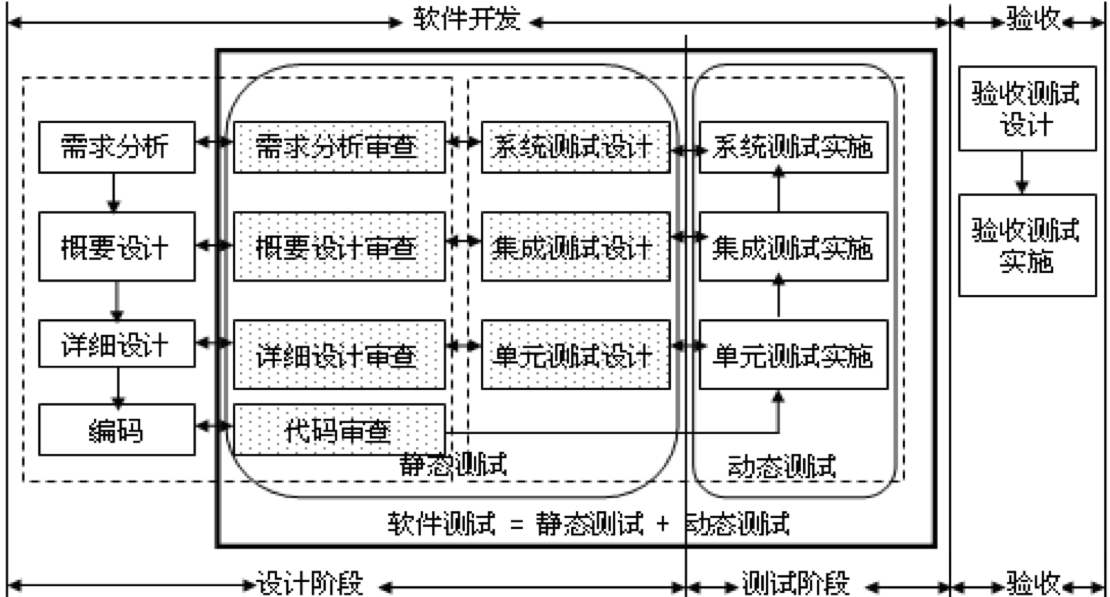 软件开发
验收
需求分析
需求分析审查
系统测试设计
系统测试实施
验收测试
设计
概要设计
概要设计审查
集成测试设计
集成测试实施
验收测试
实施
详细设计
详细设计审查
单元测试设计
单元测试实施
编码
代码审查
静态测试
动态测试
软件测试 = 静态测试 + 动态测试
设计阶段
测试阶段
验收